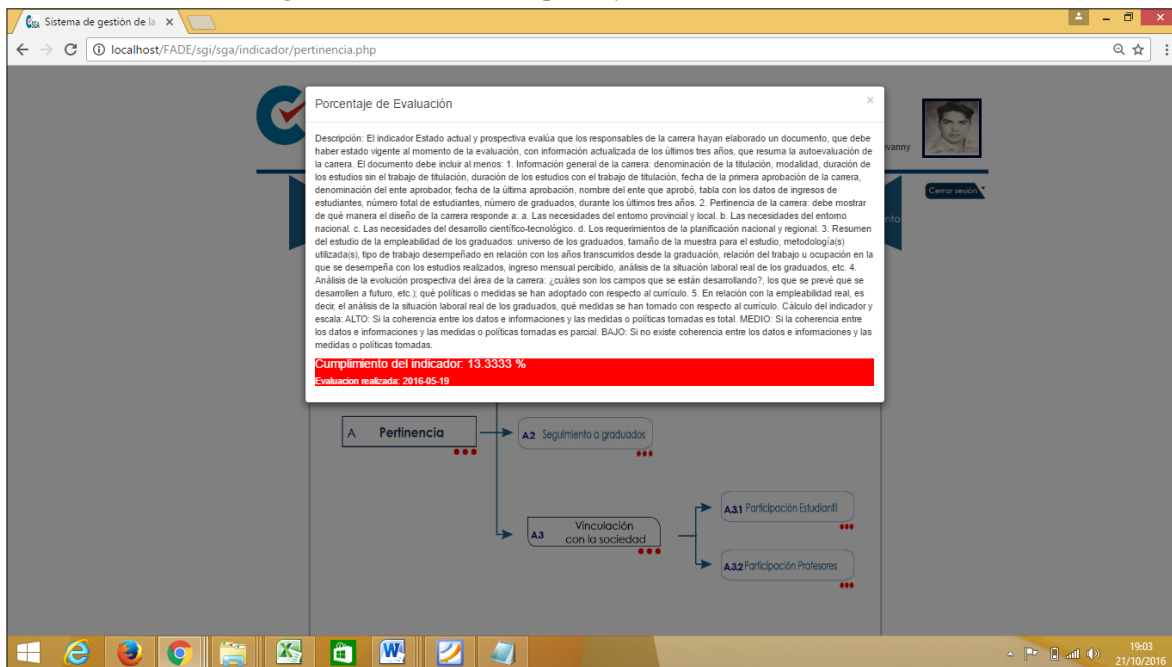 Sistema de gestión de la
localhost/FADE/sgi/sga/indicador/pertinencia.php
Porcentaje de Evaluación
×
Descripción: El indicador Estado actual y prospectiva evalúa que los responsables de la carrera hayan elaborado un documento, que debe
haber estado vigente al momento de la evaluación, con información actualizada de los últimos tres años, que resuma la autoevaluación de
la carrera. El documento debe incluir al menos: 1. Información general de la carrera: denominación de la titulación, modalidad, duración de
los estudios sin el trabajo de titulación, duración de los estudios con el trabajo de titulación, fecha de la primera aprobación de la carrera,
denominación del ente aprobador, fecha de la última aprobación, nombre del ente que aprobó, tabla con los datos de ingresos de
estudiantes, número total de estudiantes, número de graduados, durante los últimos tres años. 2. Pertinencia de la carrera: debe mostrar
de qué manera el diseño de la carrera responde a: a. Las necesidades del entorno provincial y local. b. Las necesidades del entorno
nacional. c. Las necesidades del desarrollo científico-tecnológico. d. Los requerimientos de la planificación nacional y regional. 3. Resumen
del estudio de la empleabilidad de los graduados: universo de los graduados, tamaño de la muestra para el estudio, metodología(s)
utilizada(s), tipo de trabajo desempeñado en relación con los años transcurridos desde la graduación, relación del trabajo u ocupación en la
que se desempeña con los estudios realizados, ingreso mensual percibido, análisis de la situación laboral real de los graduados, etc. 4.
Análisis de la evolución prospectiva del área de la carrera: ¿cuáles son los campos que se están desarrollando?, los que se prevé que se
desarrollen a futuro, etc.); qué políticas o medidas se han adoptado con respecto al currículo. 5. En relación con la empleabilidad real, es
decir, el análisis de la situación laboral real de los graduados, qué medidas se han tomado con respecto al currículo. Cálculo del indicador y
escala: ALTO: Si la coherencia entre los datos e informaciones y las medidas o políticas tomadas es total. MEDIO: Si la coherencia entre
los datos e informaciones y las medidas o políticas tomadas es parcial. BAJO: Si no existe coherencia entre los datos e informaciones y las
medidas o políticas tomadas.
Cumplimiento del indicador: 13.3333 %
Evaluacion realizada: 2016-05-19
vanny
Cerrar sesión
nto
A Pertinencia
A.2 Seguimiento a graduados
A.3 Vinculación
con la sociedad
A.3.1 Participación Estudiantil
A.3.2 Participación Profesores
19:03
21/10/2016